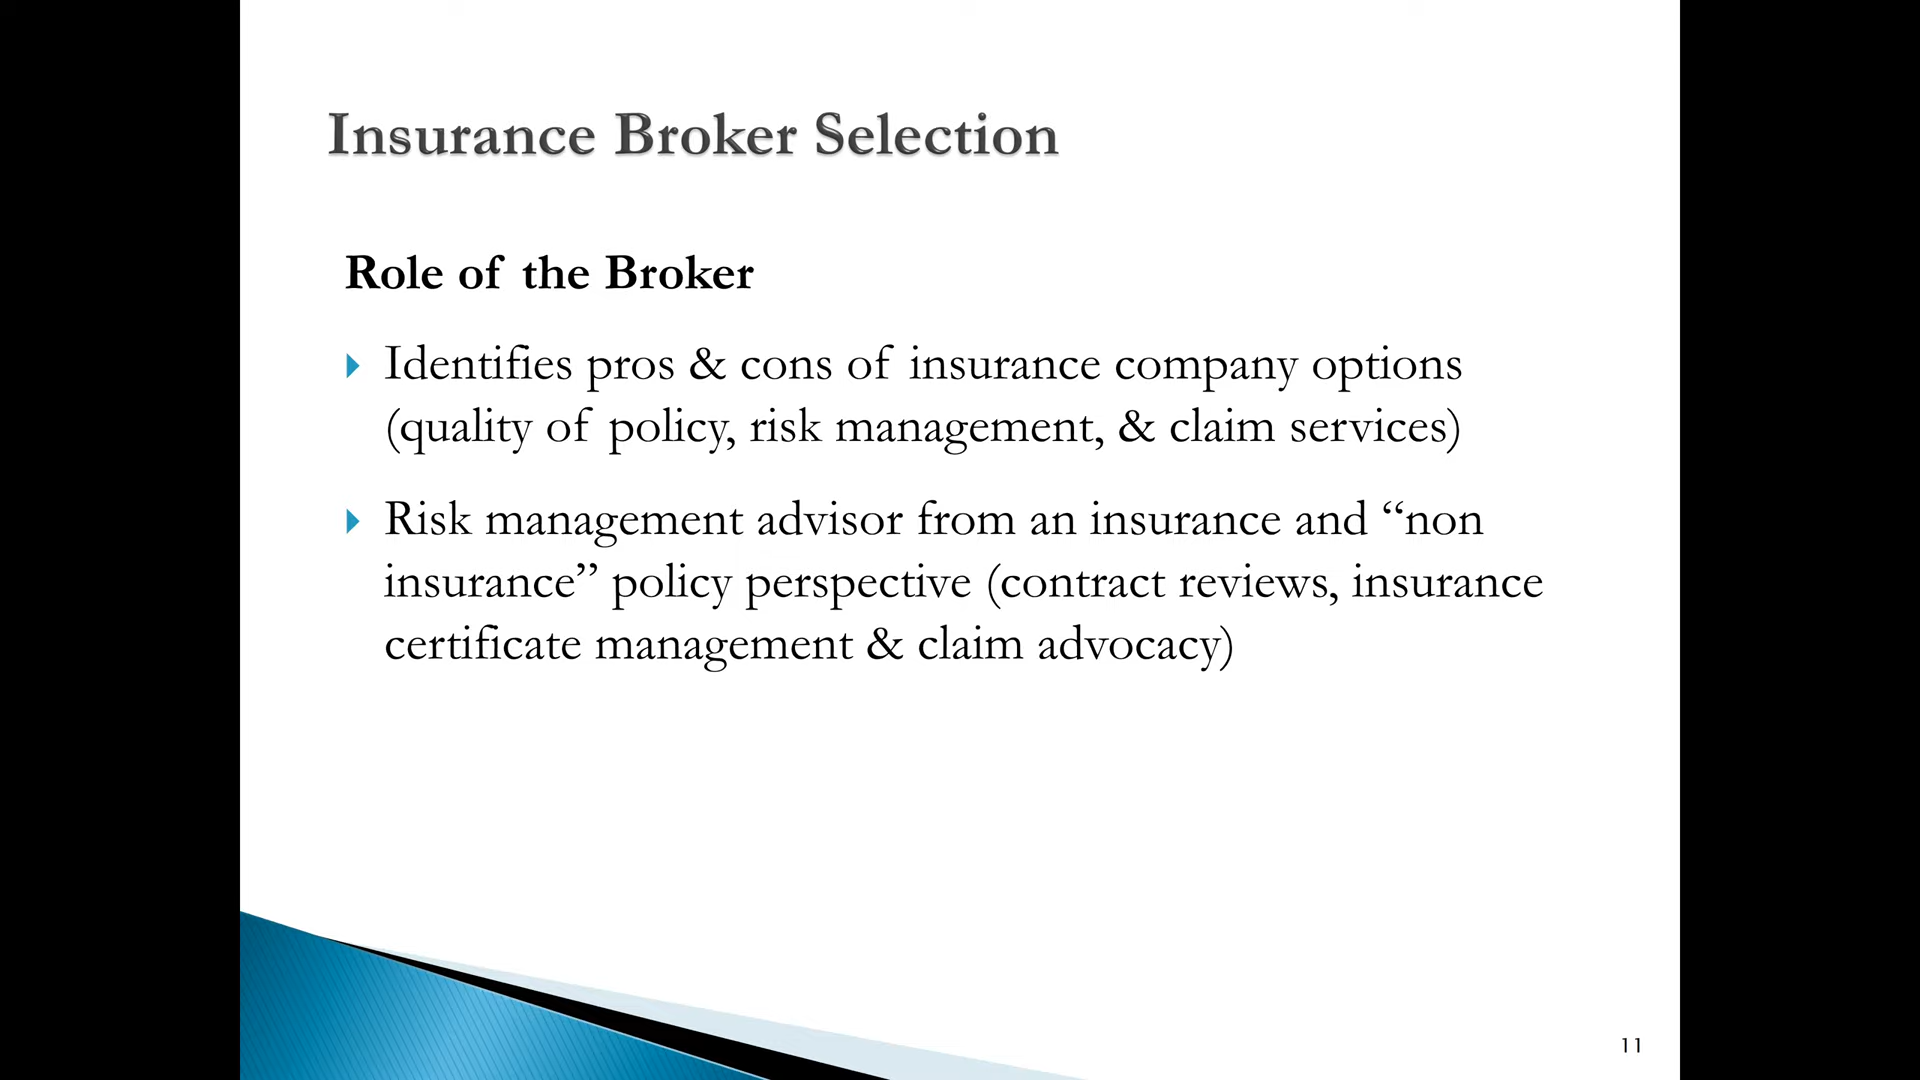 Insurance Broker Selection
Role of the Broker
Identifies pros & cons of insurance company options
(quality of policy, risk management, & claim services)
Risk management advisor from an insurance and “non
insurance” policy perspective (contract reviews, insurance
certificate management & claim advocacy)
11